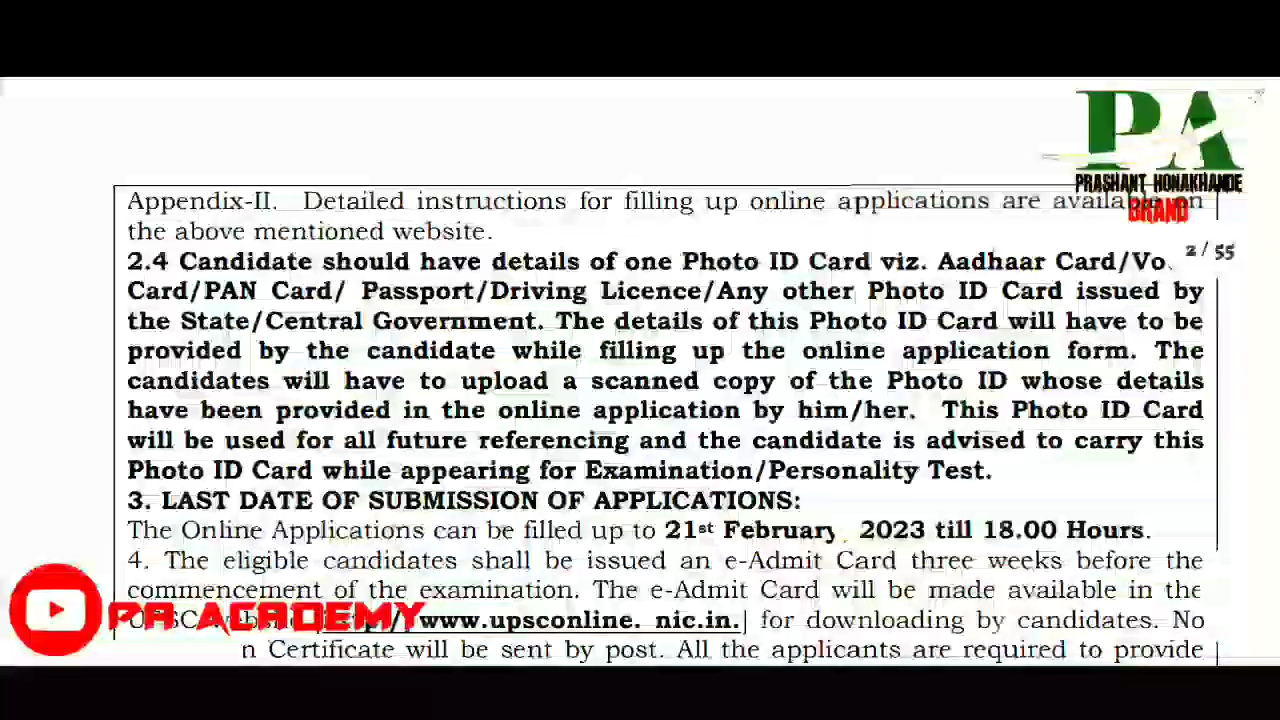 PA
PRASHANT HONAKHANDE
BRAND
Appendix-II. Detailed instructions for filling up online applications are available on
the above mentioned website.
2 / 55
2.4 Candidate should have details of one Photo ID Card viz. Aadhaar Card/Vo
Card/PAN Card/ Passport/Driving Licence/Any other Photo ID Card issued by
the State/Central Government. The details of this Photo ID Card will have to be
provided by the candidate while filling up the online application form. The
candidates will have to upload a scanned copy of the Photo ID whose details
have been provided in the online application by him/her. This Photo ID Card
will be used for all future referencing and the candidate is advised to carry this
Photo ID Card while appearing for Examination/Personality Test.
3. LAST DATE OF SUBMISSION OF APPLICATIONS:
The Online Applications can be filled up to 21st February, 2023 till 18.00 Hours.
4. The eligible candidates shall be issued an e-Admit Card three weeks before the
commencement of the examination. The e-Admit Card will be made available in the
PA ACADEMY
www.upsconline. nic.in.| for downloading by candidates. No
n Certificate will be sent by post. All the applicants are required to provide